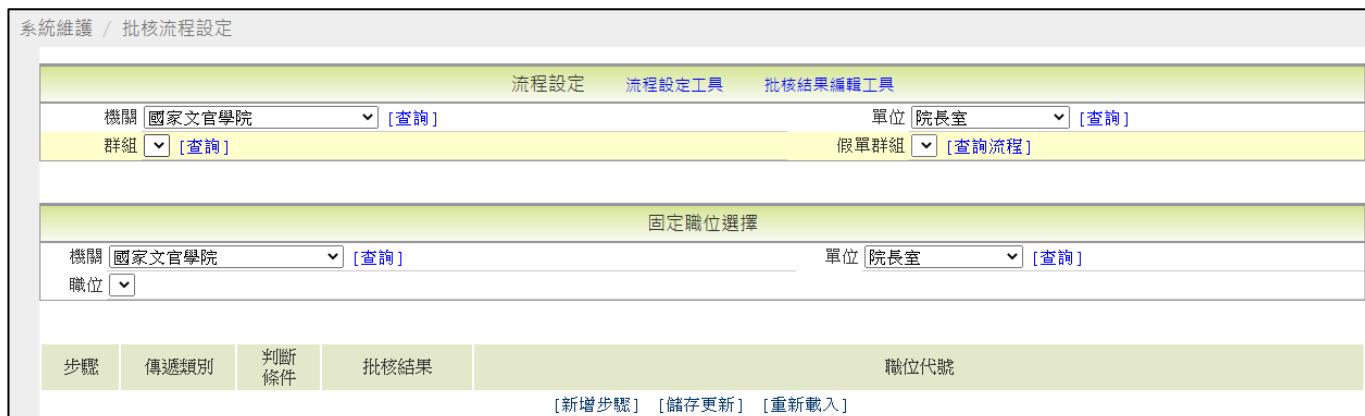 系統維護 / 批核流程設定
流程設定 流程設定工具 批核結果編輯工具
機關 國家文官學院 [查詢] 單位 院長室 [查詢]
群組 [查詢] 假單群組 [查詢流程]
固定職位選擇
機關 國家文官學院 [查詢] 單位 院長室 [查詢]
職位
步驟 傳遞類別 判斷條件 批核結果 職位代號
[新增步驟] [儲存更新] [重新載入]